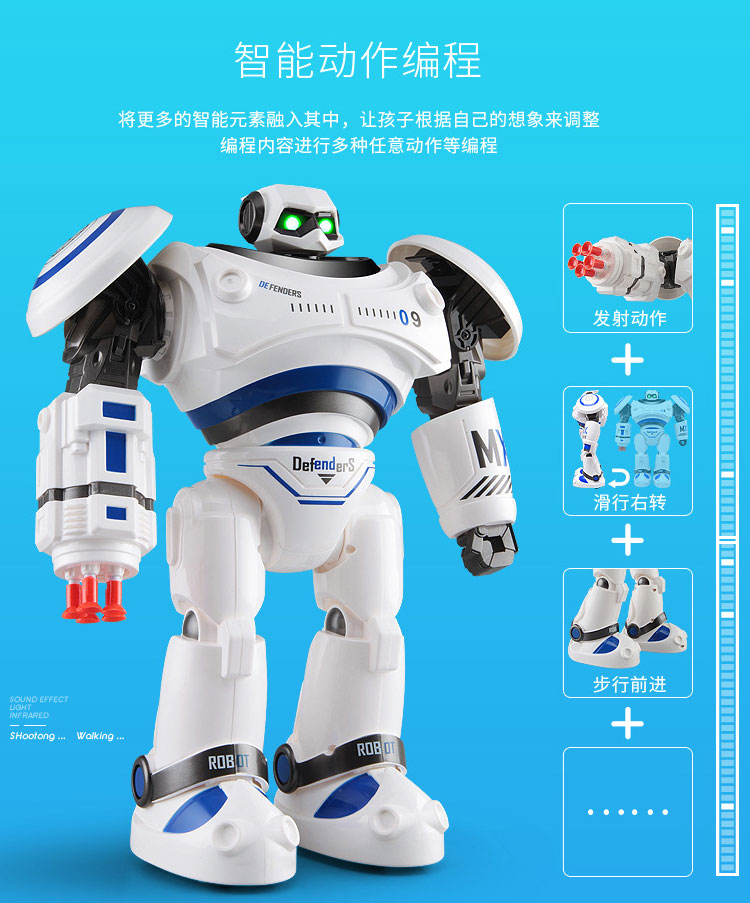 智能动作编程
将更多的智能元素融入其中，让孩子根据自己的想象来调整
编程内容进行多种任意动作等编程
DEFENDERS
09
DefenderS
MX
ROBOT
ROBOT
发射动作
+
滑行右转
+
步行前进
+
......
SOUND EFFECT
LIGHT
INFRARED
SHootong ... Walking ...